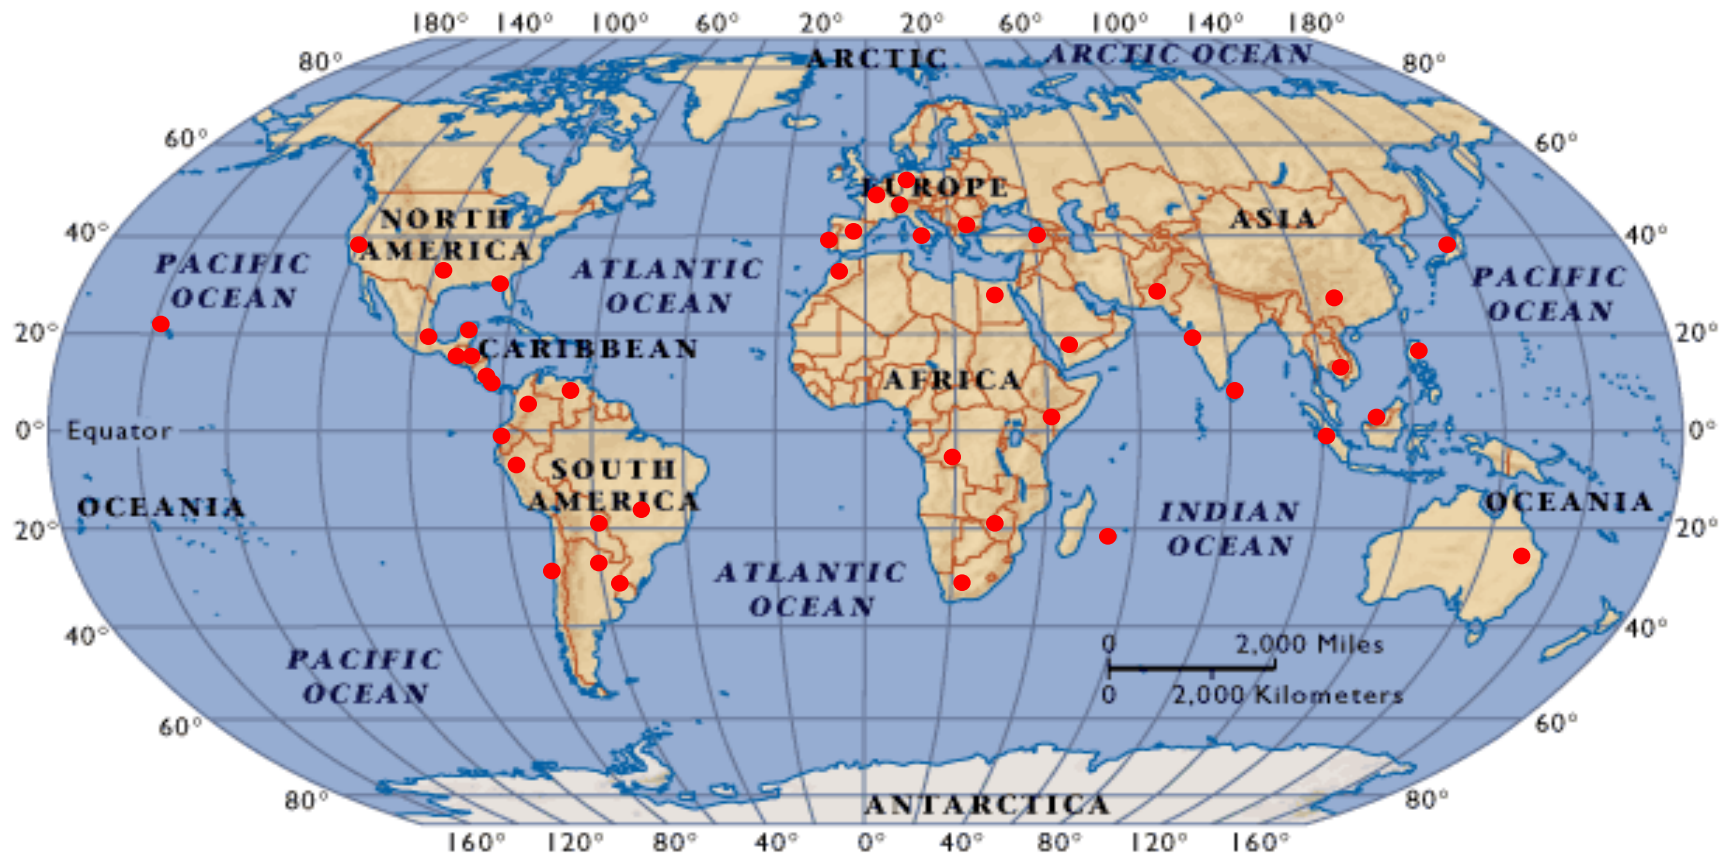 180° 140° 100° 60° 20° 20° 60° 100° 140° 180°
ARCTIC
ARCTIC OCEAN
80°
80°
60°
60°
EUROPE
NORTH
AMERICA
ASIA
40°
40°
PACIFIC
OCEAN
ATLANTIC
OCEAN
PACIFIC
OCEAN
20°
20°
CARIBBEAN
AFRICA
0°
Equator
0°
SOUTH
AMERICA
OCEANIA
OCEANIA
INDIAN
OCEAN
20°
20°
ATLANTIC
OCEAN
40°
40°
0 2,000 Miles
0 2,000 Kilometers
PACIFIC
OCEAN
60°
60°
80°
80°
ANTARCTICA
160° 120° 80° 40° 0° 40° 80° 120° 160°